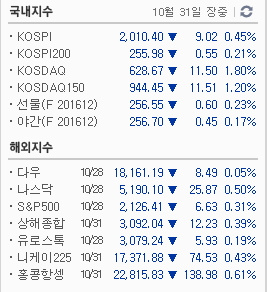 국내지수 10월 31일 장중
KOSPI 2,010.40 ▼ 9.02 0.45%
KOSPI200 255.98 ▼ 0.55 0.21%
KOSDAQ 628.67 ▼ 11.50 1.80%
KOSDAQ150 944.45 ▼ 11.51 1.20%
선물(F 201612) 256.55 ▼ 0.60 0.23%
야간(F 201612) 256.70 ▼ 0.45 0.17%
해외지수
다우 10/28 18,161.19 ▼ 8.49 0.05%
나스닥 10/28 5,190.10 ▼ 25.87 0.50%
S&P500 10/28 2,126.41 ▼ 6.63 0.31%
상해종합 10/31 3,092.04 ▼ 12.23 0.39%
유로스톡 10/28 3,079.24 ▼ 5.93 0.19%
니케이225 10/31 17,371.88 ▼ 74.53 0.43%
홍콩항셍 10/31 22,815.83 ▼ 138.98 0.61%